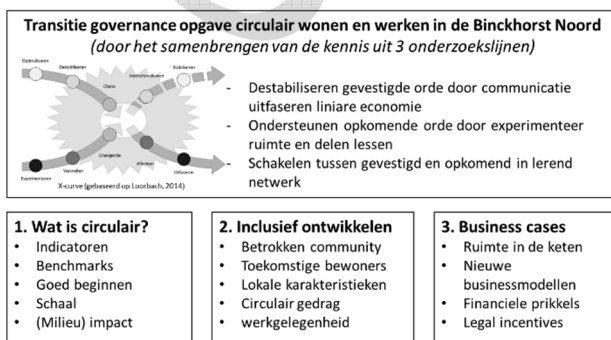 Transitie governance opgave circulair wonen en werken in de Binckhorst Noord
(door het samenbrengen van de kennis uit 3 onderzoekslijnen)
Optimaliseren
Destabiliseren
Chaos
Institutionaliseren
Stabiliseren
Experimenteren
Versnellen
Emergentie
Afbreken
Uitfaseren
X-curve (gebaseerd op Loorbach, 2014)
- Destabiliseren gevestigde orde door communicatie
uitfaseren liniare economie
- Ondersteunen opkomende orde door experimenteer
ruimte en delen lessen
- Schakelen tussen gevestigd en opkomend in lerend
netwerk
1. Wat is circulair?
• Indicatoren
• Benchmarks
• Goed beginnen
• Schaal
• (Milieu) impact
2. Inclusief ontwikkelen
• Betrokken community
• Toekomstige bewoners
• Lokale karakteristieken
• Circulair gedrag
• werkgelegenheid
3. Business cases
• Ruimte in de keten
• Nieuwe
businessmodellen
• Financiele prikkels
• Legal incentives